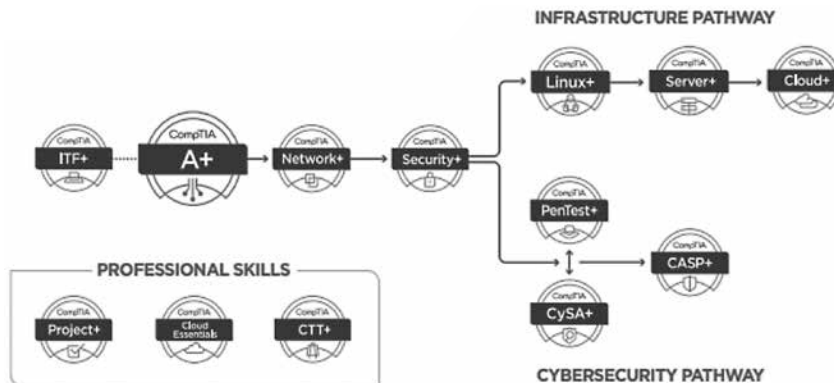 INFRASTRUCTURE PATHWAY
CompTIA
Linux+
CompTIA
Server+
CompTIA
Cloud+
CompTIA
ITF+
CompTIA
A+
CompTIA
Network+
CompTIA
Security+
CompTIA
PenTest+
CompTIA
CASP+
CompTIA
CySA+
CYBERSECURITY PATHWAY
PROFESSIONAL SKILLS
CompTIA
Project+
CompTIA
Cloud
Essentials
CompTIA
CTT+